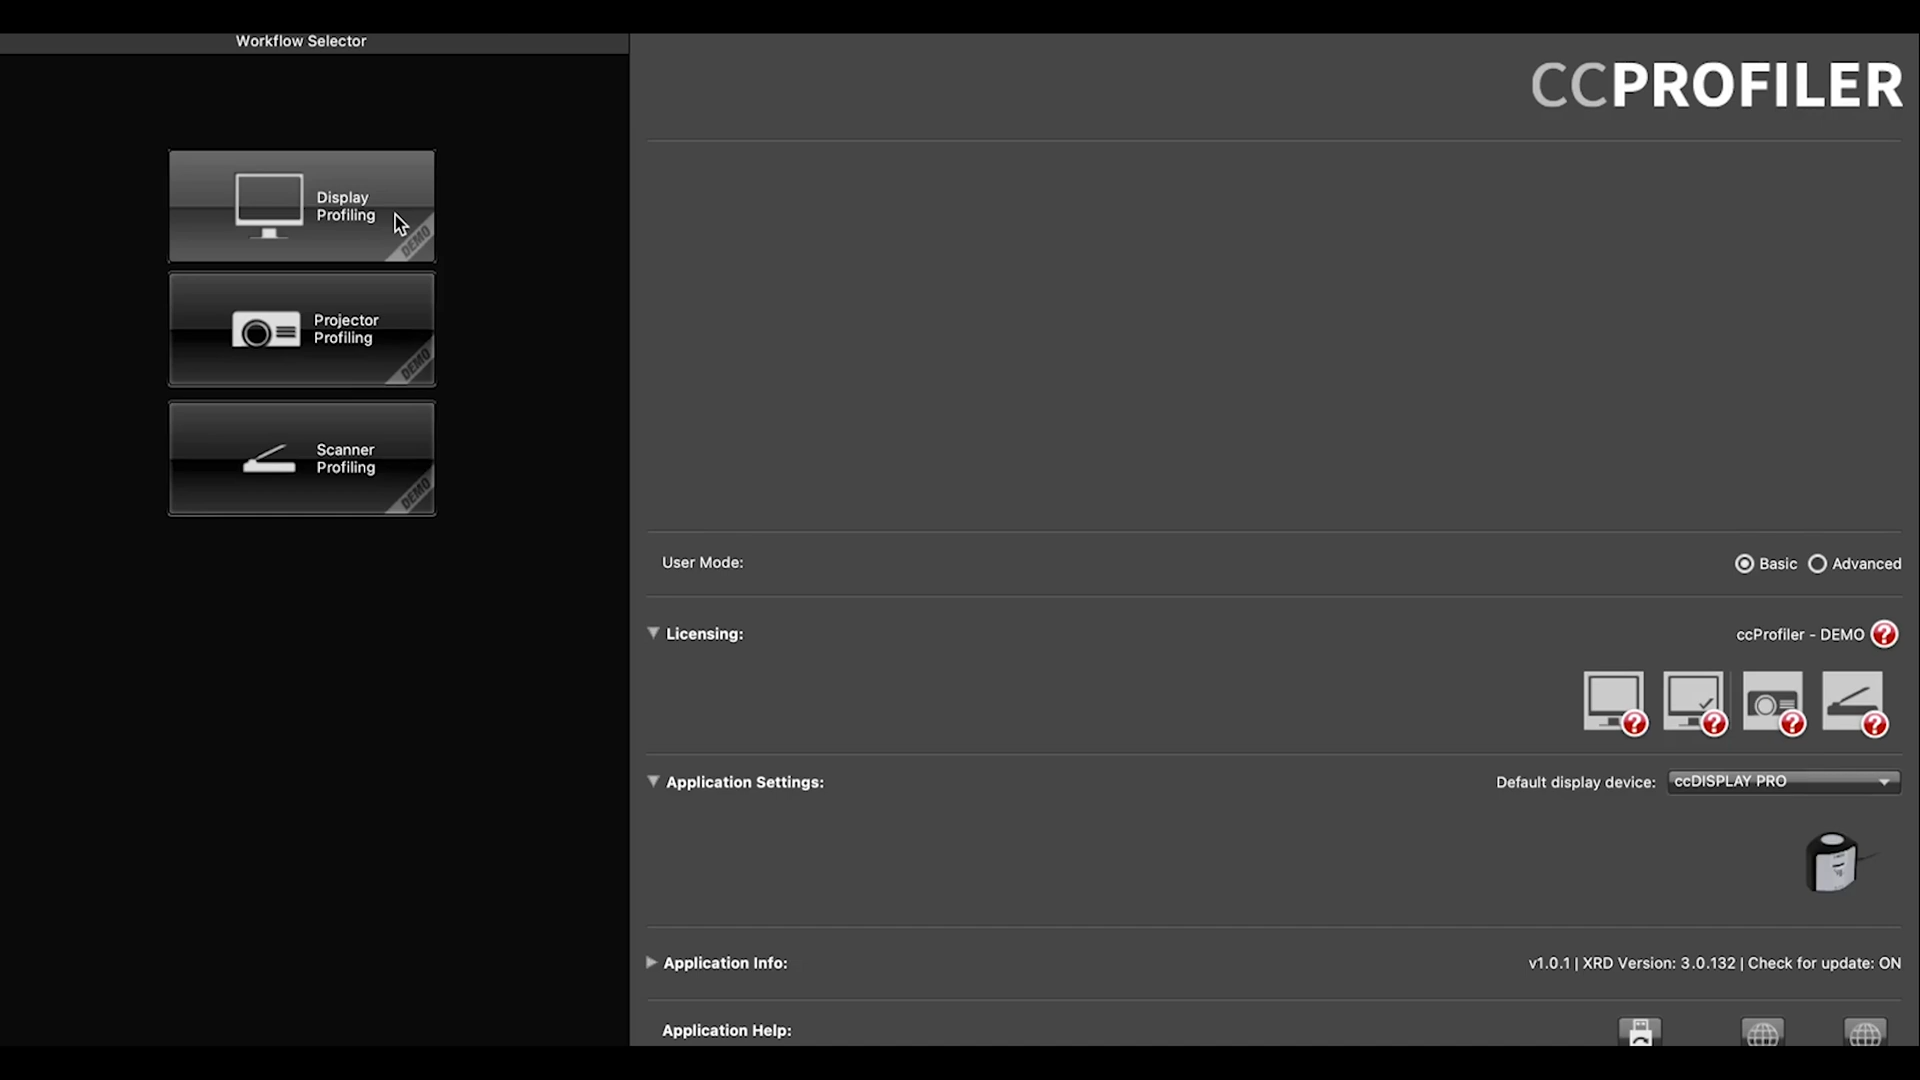 Workflow Selector
CCPROFILER
Display
Profiling
DEMO
Projector
Profiling
DEMO
Scanner
Profiling
DEMO
User Mode:
Basic
Advanced
Licensing:
ccProfiler - DEMO
Application Settings:
Default display device:
ccDISPLAY PRO
Application Info:
v1.0.1 | XRD Version: 3.0.132 | Check for update: ON
Application Help: